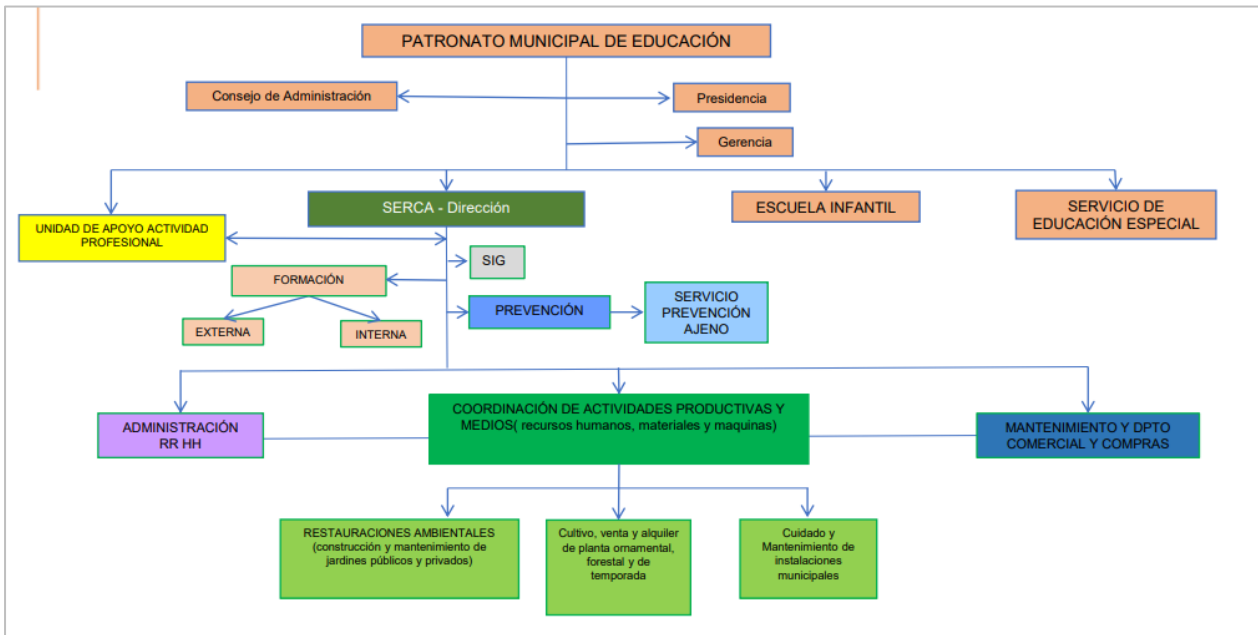 PATRONATO MUNICIPAL DE EDUCACIÓN
Consejo de Administración
Presidencia
Gerencia
SERCA - Dirección
ESCUELA INFANTIL
SERVICIO DE
EDUCACIÓN ESPECIAL
UNIDAD DE APOYO ACTIVIDAD
PROFESIONAL
SIG
FORMACIÓN
EXTERNA
INTERNA
PREVENCIÓN
SERVICIO
PREVENCIÓN
AJENO
ADMINISTRACIÓN
RR HH
COORDINACIÓN DE ACTIVIDADES PRODUCTIVAS Y
MEDIOS( recursos humanos, materiales y maquinas)
MANTENIMIENTO Y DPTO
COMERCIAL Y COMPRAS
RESTAURACIONES AMBIENTALES
(construcción y mantenimiento de
jardines públicos y privados)
Cultivo, venta y alquiler
de planta ornamental,
forestal y de
temporada
Cuidado y
Mantenimiento de
instalaciones
municipales